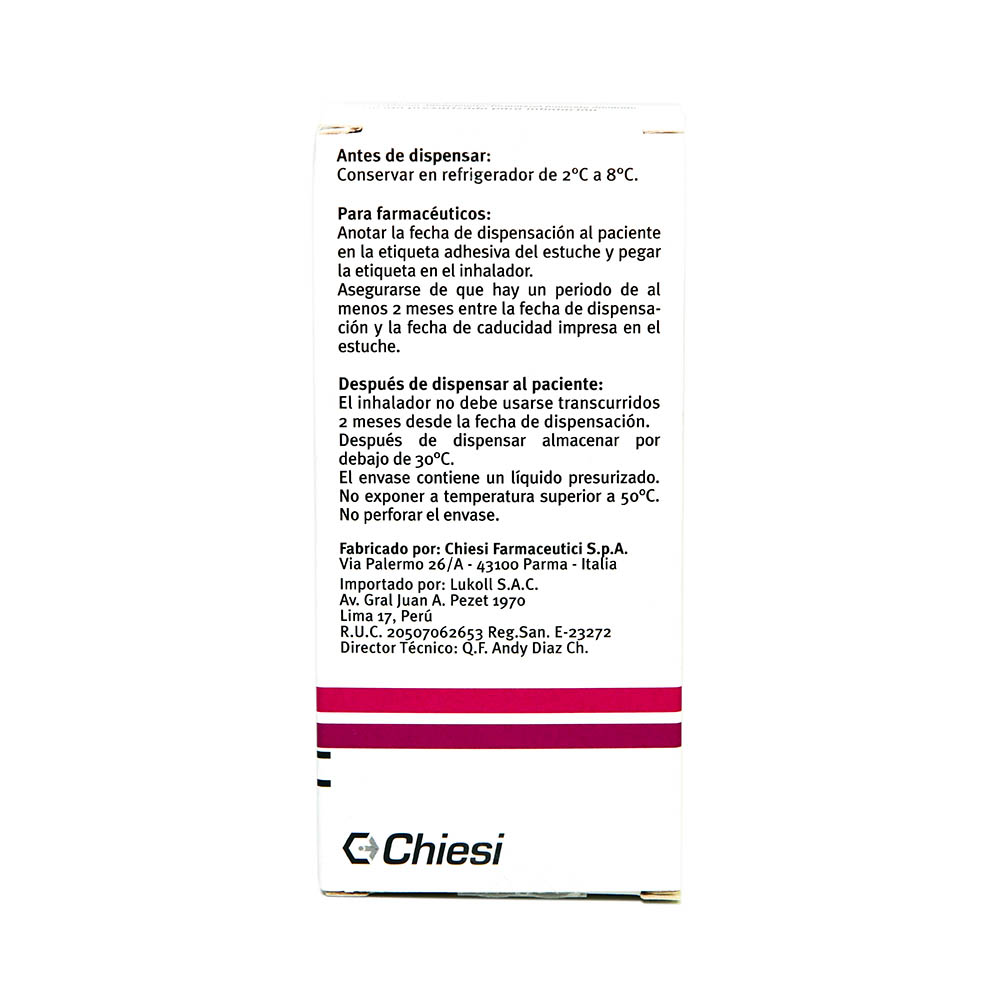 Antes de dispensar:
Conservar en refrigerador de 2°C a 8°C.
Para farmacéuticos:
Anotar la fecha de dispensación al paciente
en la etiqueta adhesiva del estuche y pegar
la etiqueta en el inhalador.
Asegurarse de que hay un periodo de al
menos 2 meses entre la fecha de dispensa-
ción y la fecha de caducidad impresa en el
estuche.
Después de dispensar al paciente:
El inhalador no debe usarse transcurridos
2 meses desde la fecha de dispensación.
Después de dispensar almacenar por
debajo de 30°C.
El envase contiene un líquido presurizado.
No exponer a temperatura superior a 50°C.
No perforar el envase.
Fabricado por: Chiesi Farmaceutici S.p.A.
Via Palermo 26/A - 43100 Parma - Italia
Importado por: Lukoll S.A.C.
Av. Gral Juan A. Pezet 1970
Lima 17, Perú
R.U.C. 20507062653 Reg.San. E-23272
Director Técnico: Q.F. Andy Diaz Ch.
Chiesi